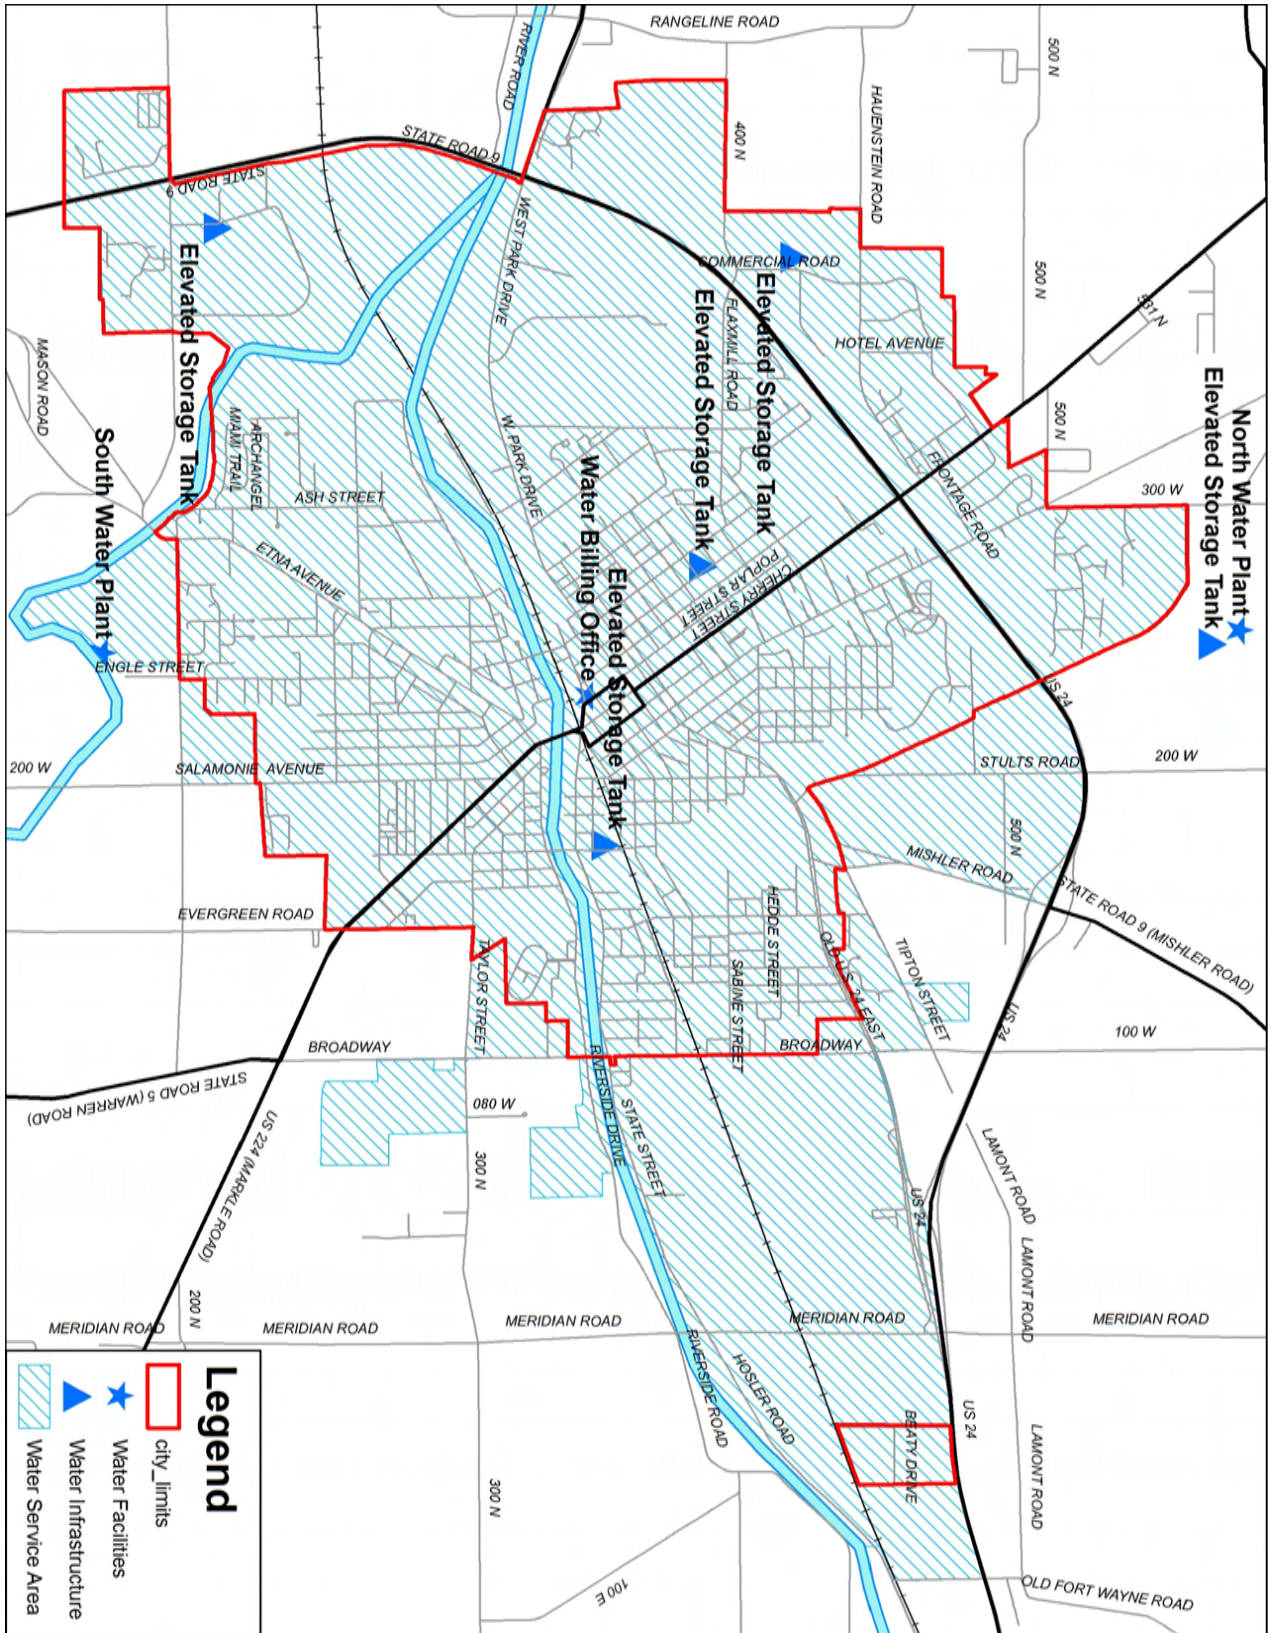 RANGELINE ROAD
500 N
RIVER ROAD
HAUENSTEIN ROAD
400 N
STATE ROAD 9
STATE ROAD 9
WEST PARK DRIVE
COMMERCIAL ROAD
500 N
531 N
Elevated Storage Tank
Elevated Storage Tank
Elevated Storage Tank
FLAXMILL ROAD
HOTEL AVENUE
MASON ROAD
North Water Plant
Elevated Storage Tank
500 N
MIAMI TRAIL
ARCHANGEL
ASH STREET
W. PARK DRIVE
FRONTAGE ROAD
300 W
South Water Plant
Water Billing Office
ETNA AVENUE
POPLAR STREET
CHERRY STREET
Elevated Storage Tank
ENGLE STREET
US 24
200 W
SALAMONIE AVENUE
STULTS ROAD
200 W
500 N
MISHLER ROAD
STATE ROAD 9 (MISHLER ROAD)
EVERGREEN ROAD
HEDDE STREET
SABINE STREET
OLD U.S. 24 EAST
TIPTON STREET
TAYLOR STREET
US 24
100 W
BROADWAY
BROADWAY
STATE ROAD 5 (WARREN ROAD)
US 224 (MARKLE ROAD)
080 W
300 N
RIVERSIDE DRIVE
STATE STREET
LAMONT ROAD
US 24
LAMONT ROAD
200 N
MERIDIAN ROAD
MERIDIAN ROAD
MERIDIAN ROAD
MERIDIAN ROAD
MERIDIAN ROAD
RIVERSIDE ROAD
HOSLER ROAD
BEATY DRIVE
US 24
LAMONT ROAD
300 N
100 E
OLD FORT WAYNE ROAD
Legend
city_limits
Water Facilities
Water Infrastructure
Water Service Area